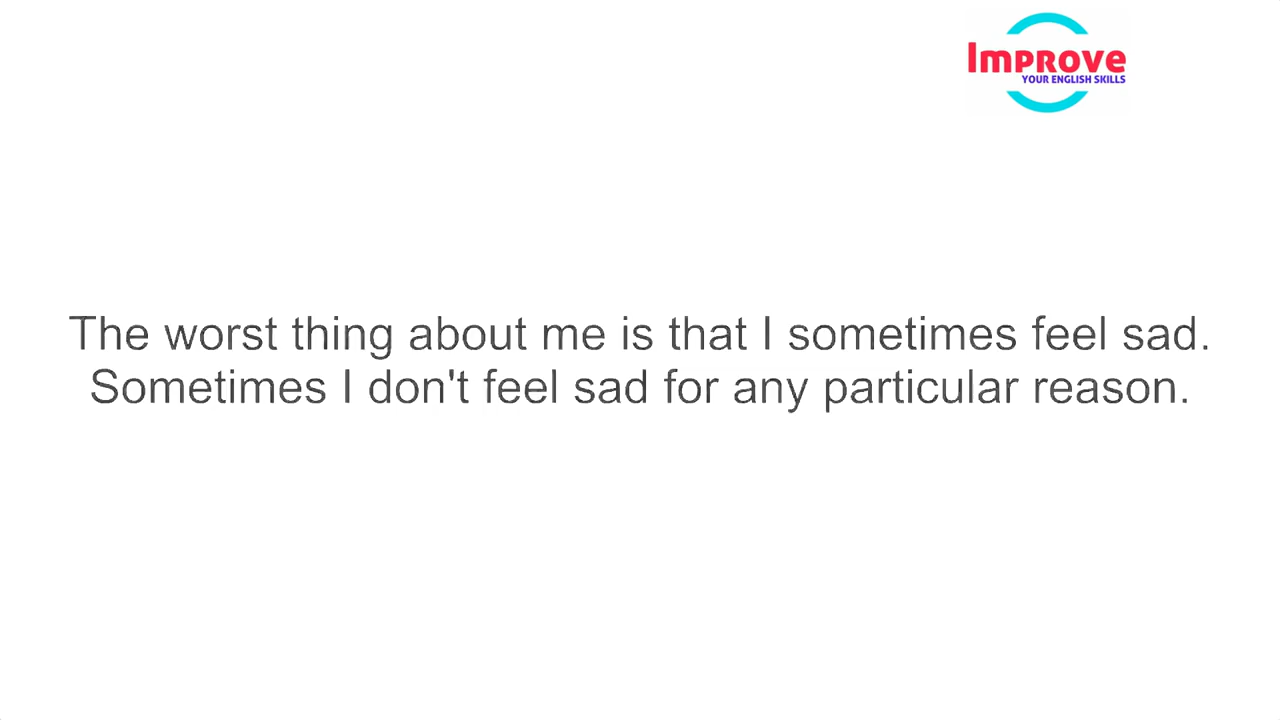 Improve
YOUR ENGLISH SKILLS
The worst thing about me is that I sometimes feel sad.
Sometimes I don't feel sad for any particular reason.